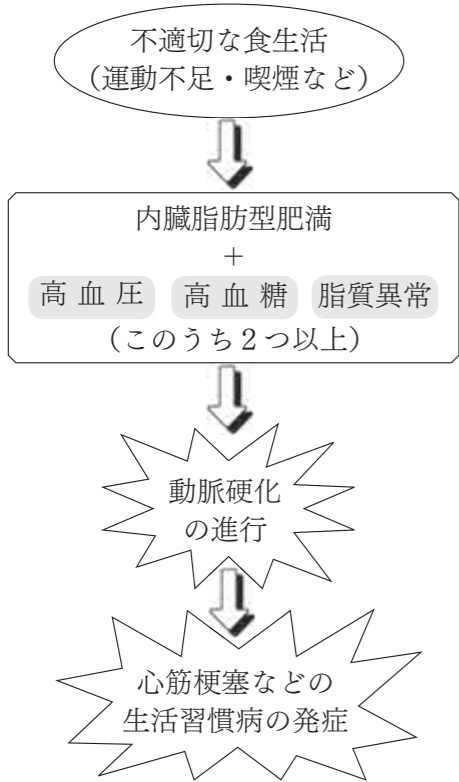 不適切な食生活
（運動不足・喫煙など）
内臓脂肪型肥満
+
高血圧 高血糖 脂質異常
（このうち２つ以上）
動脈硬化
の進行
心筋梗塞などの
生活習慣病の発症